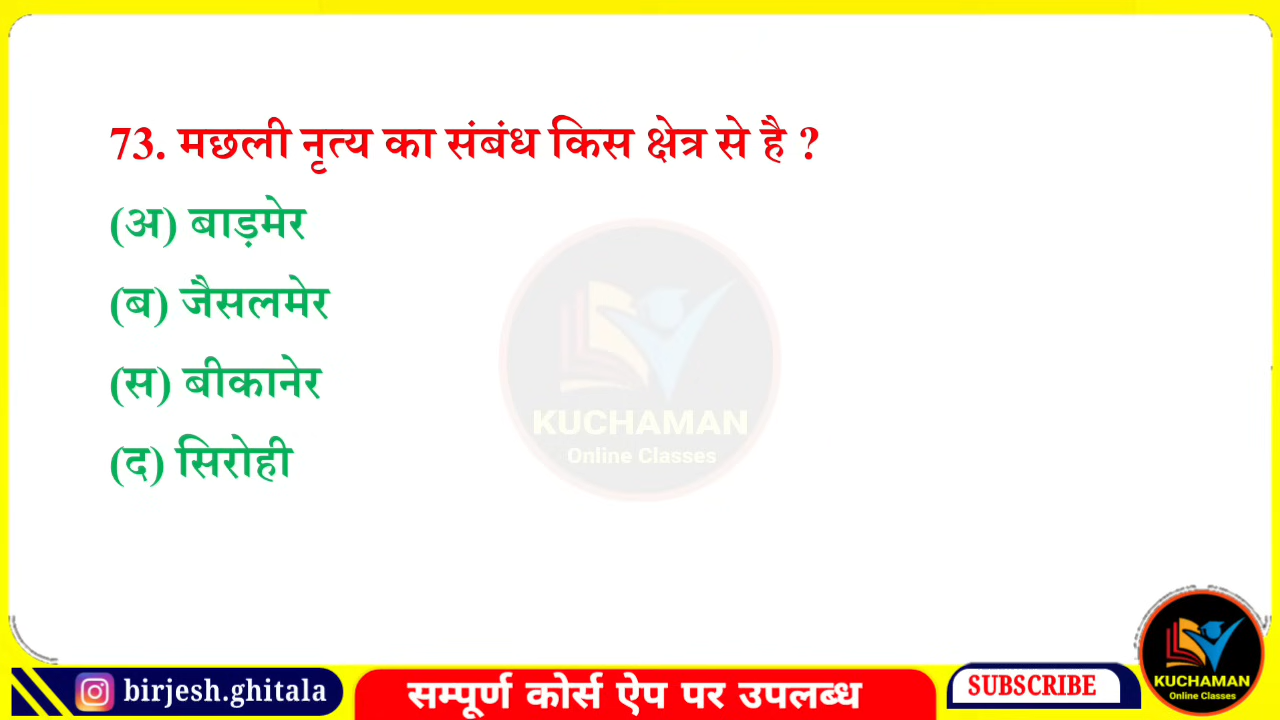 73. मछली नृत्य का संबंध किस क्षेत्र से है ?
(अ) बाड़मेर
(ब) जैसलमेर
(स) बीकानेर
(द) सिरोही
KUCHAMAN
Online Classes
birjesh.ghitala
सम्पूर्ण कोर्स ऐप पर उपलब्ध
SUBSCRIBE
KUCHAMAN
Online Classes